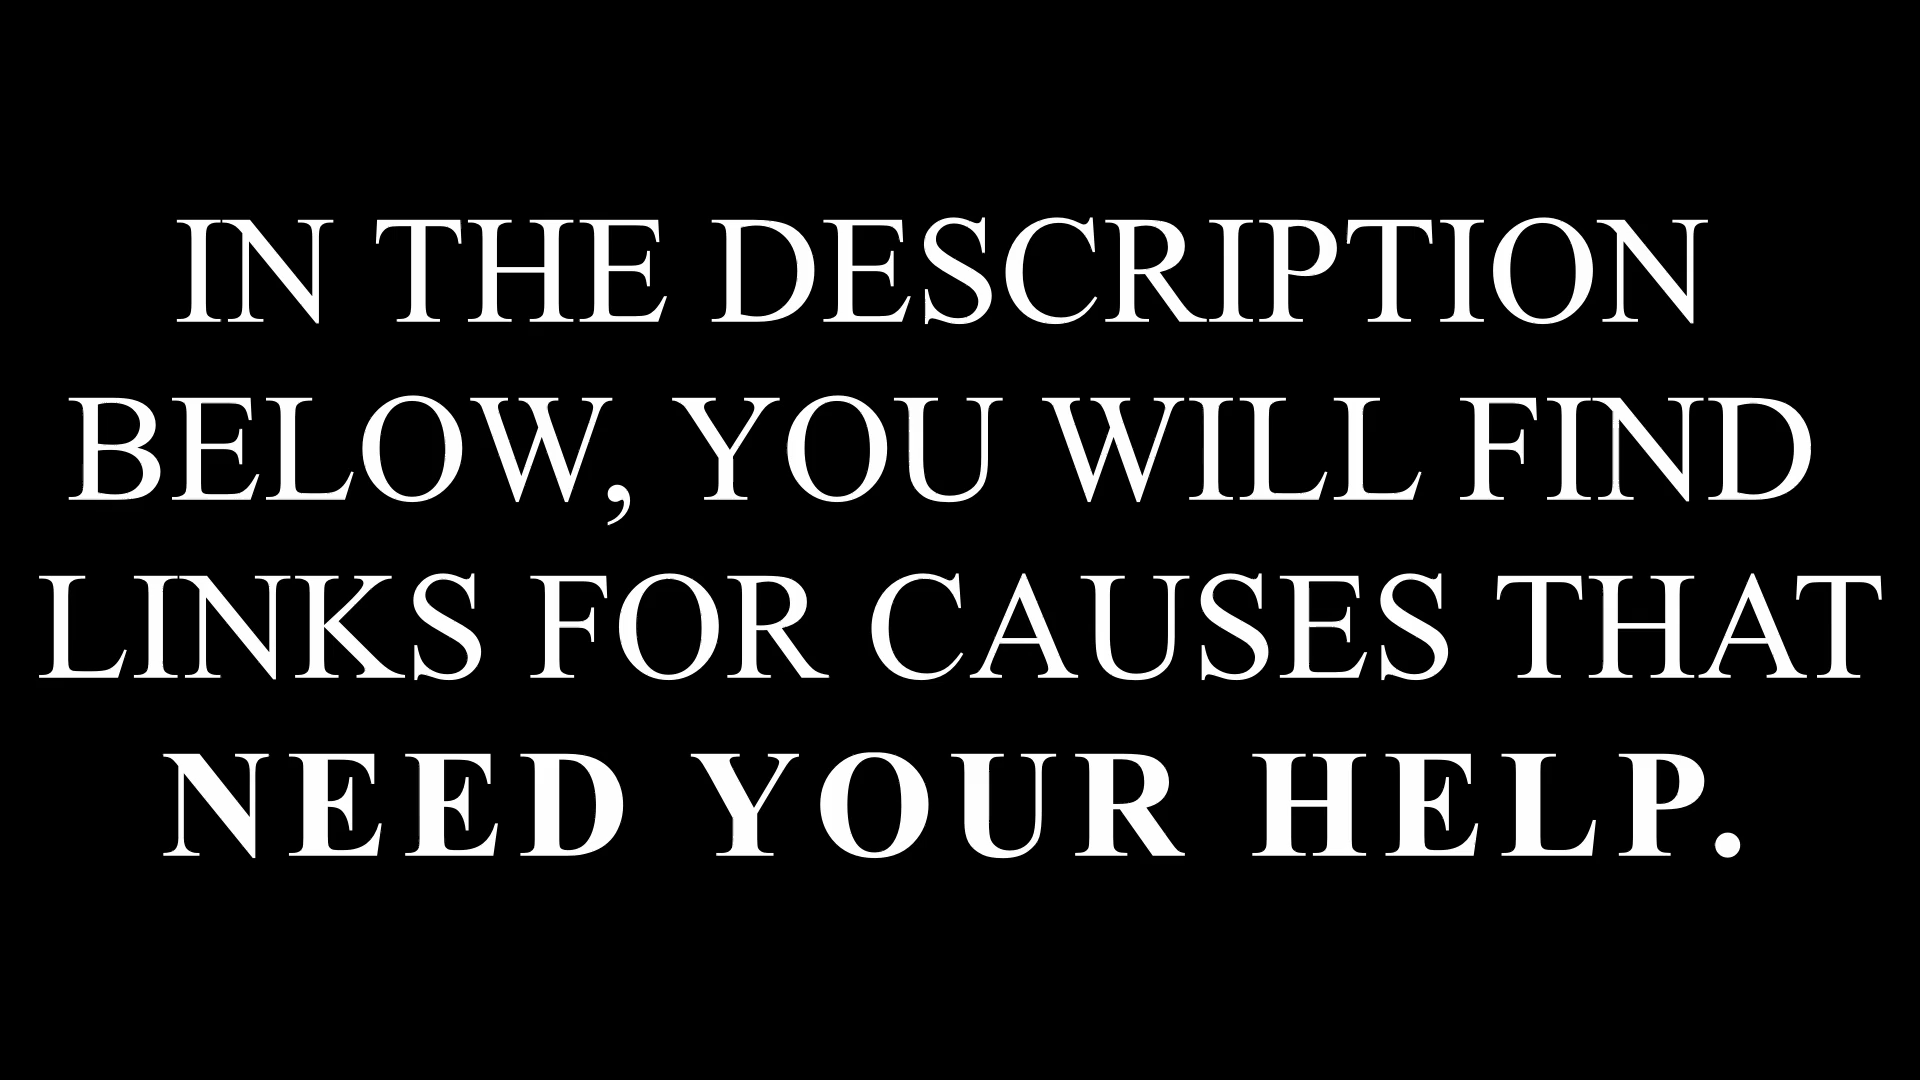 IN THE DESCRIPTION
BELOW, YOU WILL FIND
LINKS FOR CAUSES THAT
NEED YOUR HELP.